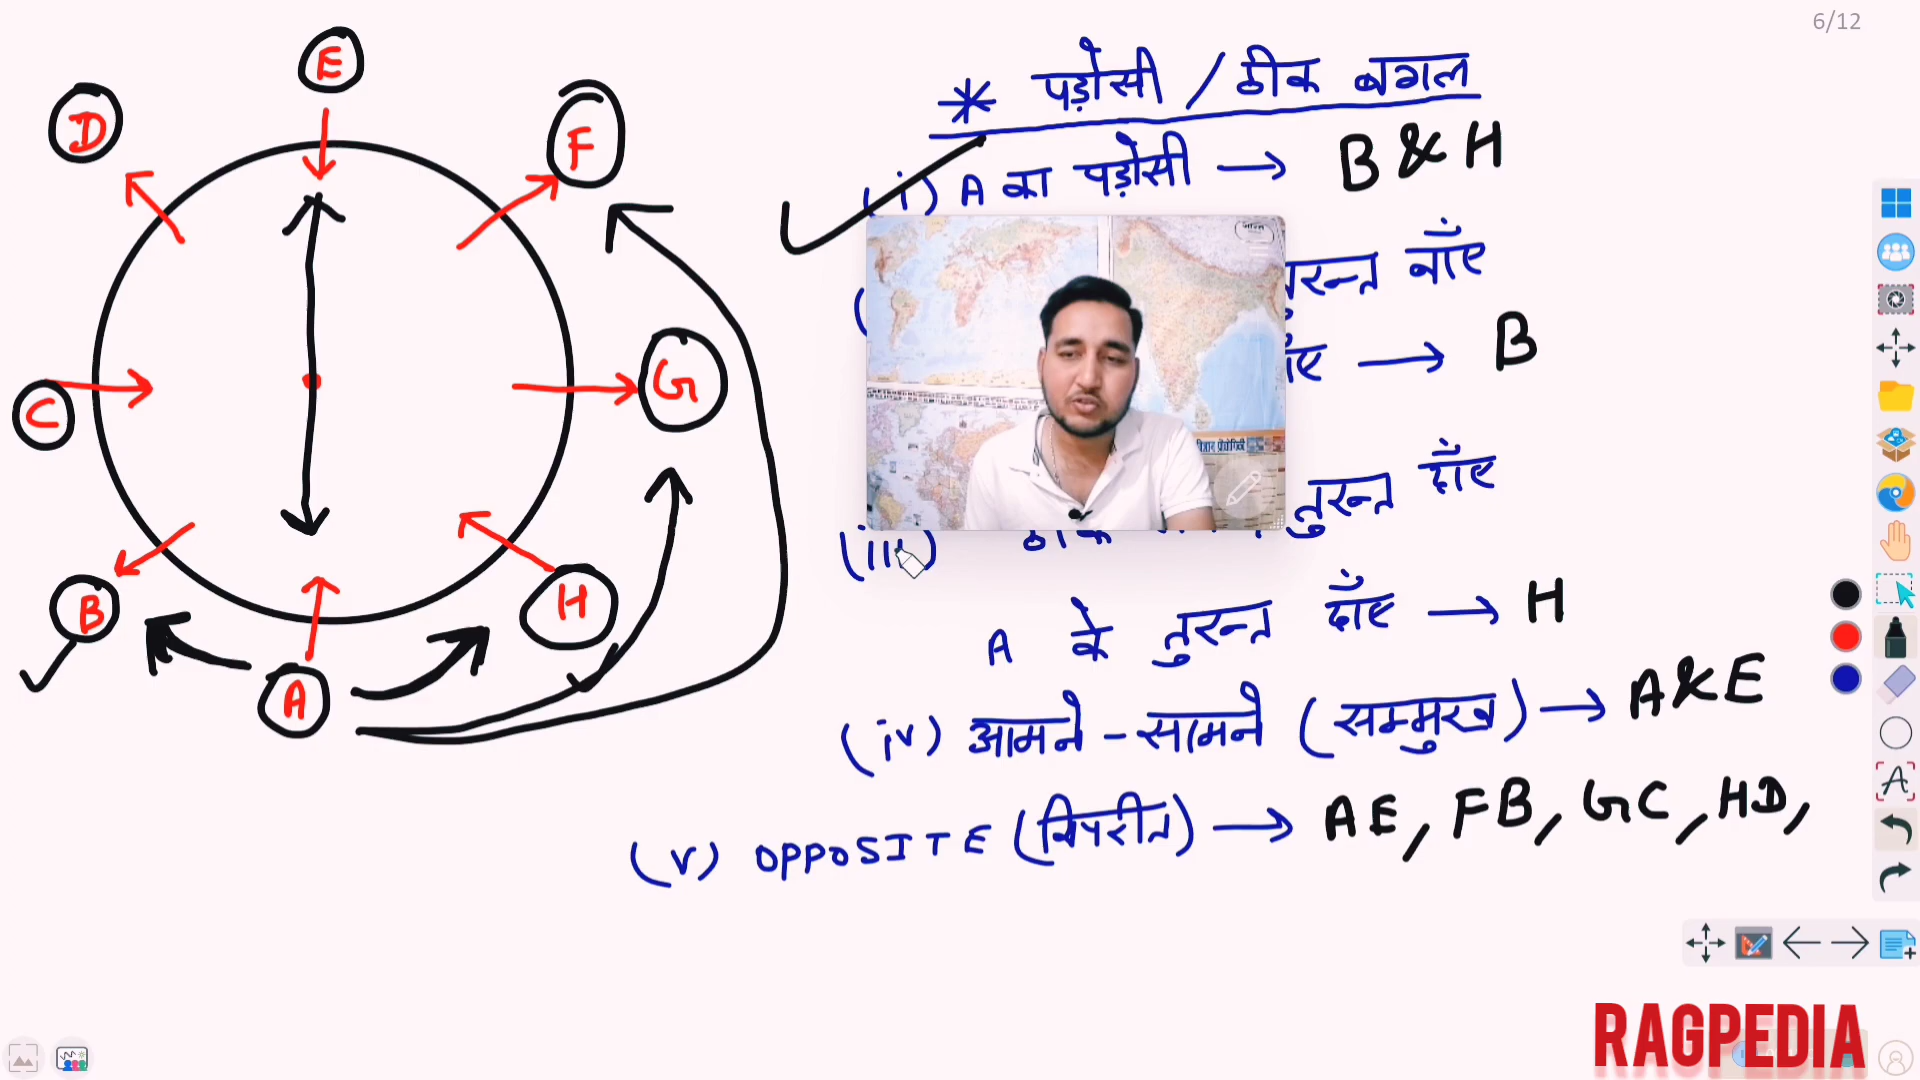 6/12
* पड़ोसी / ठीक बगल
(i) A का पड़ोसी → B & H
तुरन्त बाँए
→ B
तुरन्त दाँए
(iii) ठीक
A के तुरन्त दाँए → H
(iv) आमने - सामने (सम्मुख) → A & E
(v) OPPOSITE (विपरीत) → AE, FB, GC, HD,
E
D
F
C
G
B
H
A
RAGPEDIA